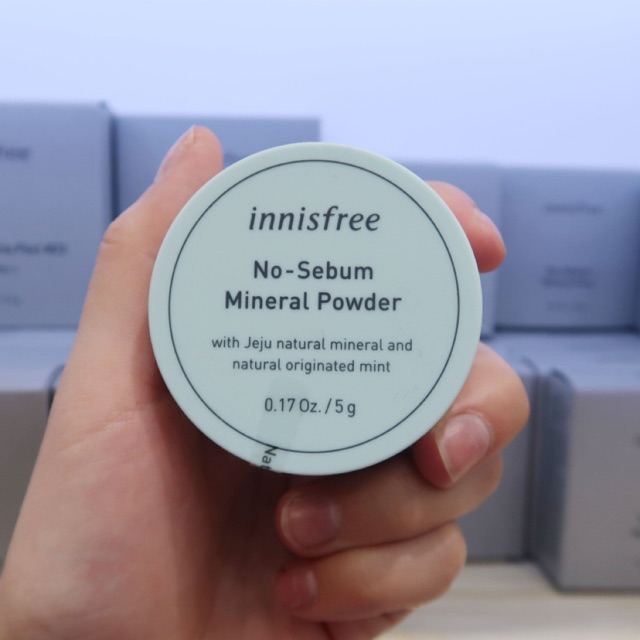 innisfree
No-Sebum
Mineral Powder
with Jeju natural mineral and
natural originated mint
0.17 Oz. / 5 g